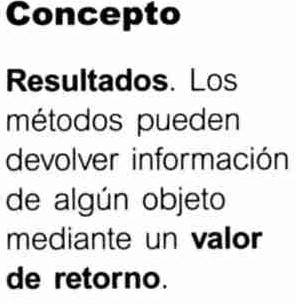 Concepto
Resultados. Los
métodos pueden
devolver información
de algún objeto
mediante un valor
de retorno.